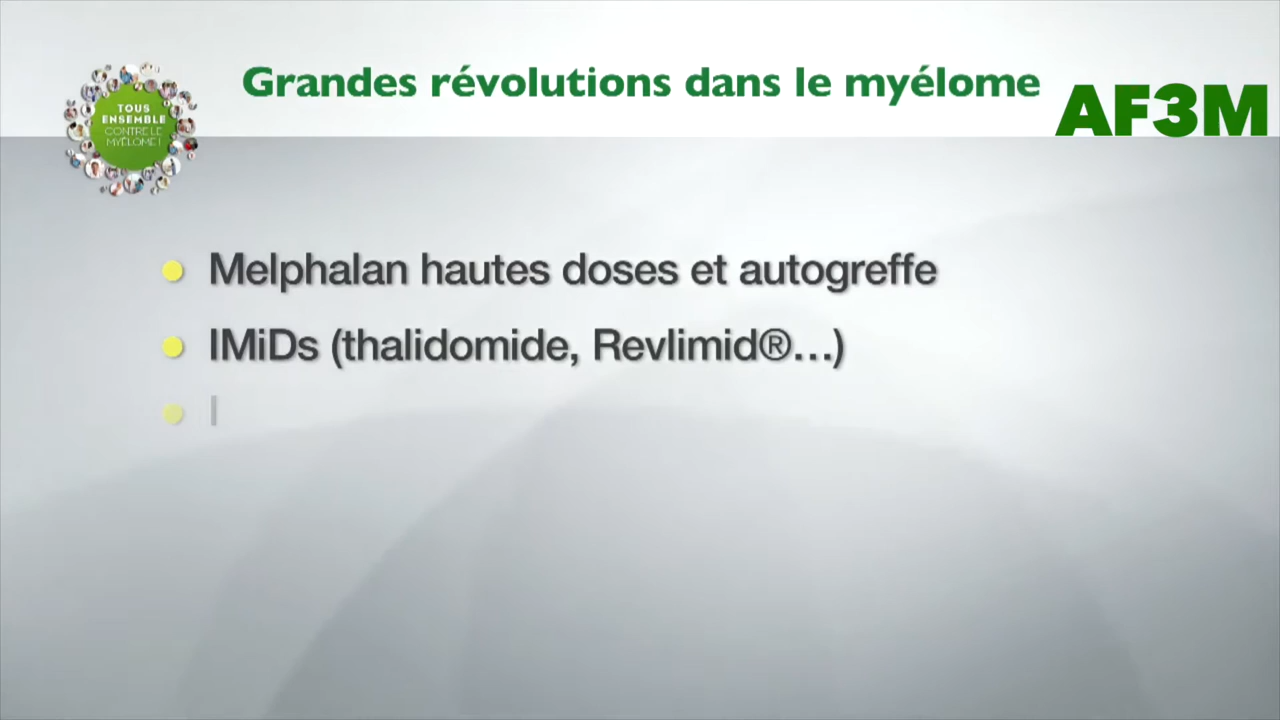 Grandes révolutions dans le myélome
AF3M
TOUS
ENSEMBLE
CONTRE LE
MYÉLOME !
Melphalan hautes doses et autogreffe
IMiDs (thalidomide, Revlimid®…)
I